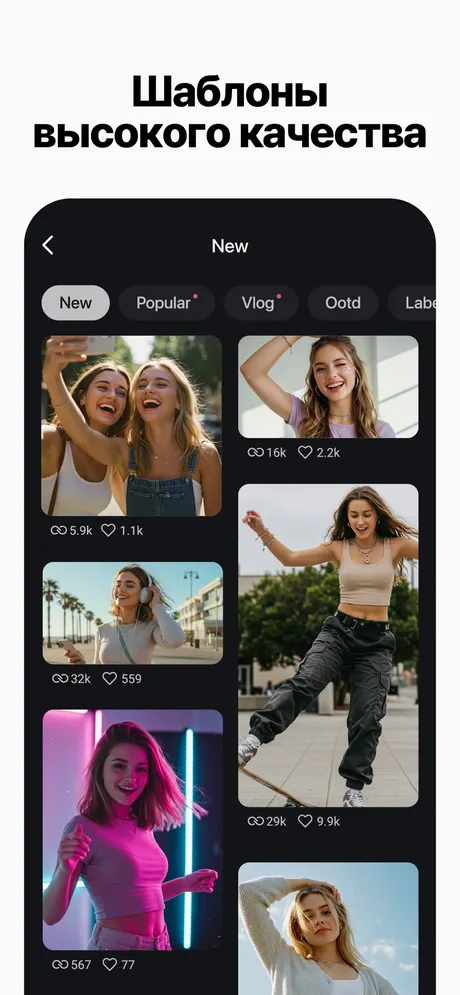 Шаблоны
высокого качества
New
New Popular Vlog Ootd Labe
5.9k 1.1k
16k 2.2k
32k 559
29k 9.9k
567 77